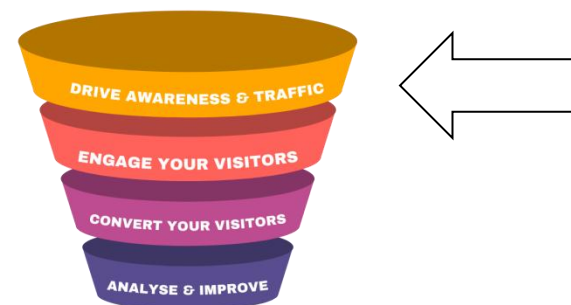 DRIVE AWARENESS & TRAFFIC
ENGAGE YOUR VISITORS
CONVERT YOUR VISITORS
ANALYSE & IMPROVE